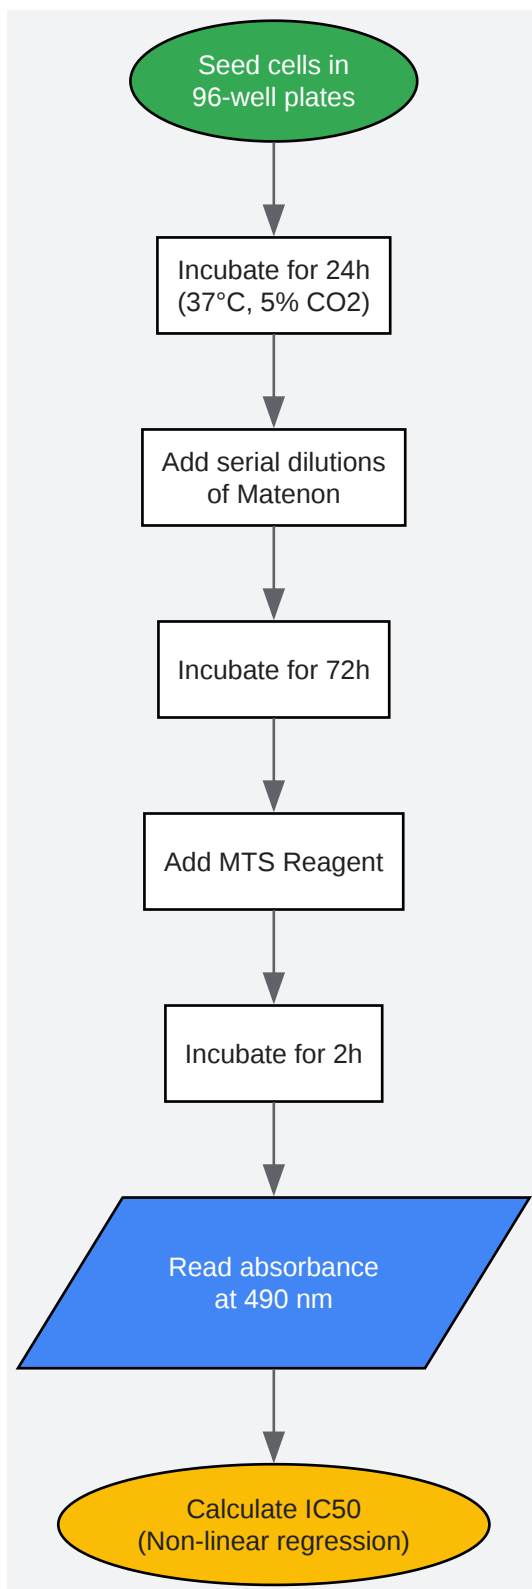 Seed cells in
96-well plates
Incubate for 24h
(37°C, 5% CO2)
Add serial dilutions
of Matenon
Incubate for 72h
Add MTS Reagent
Incubate for 2h
Read absorbance
at 490 nm
Calculate IC50
(Non-linear regression)